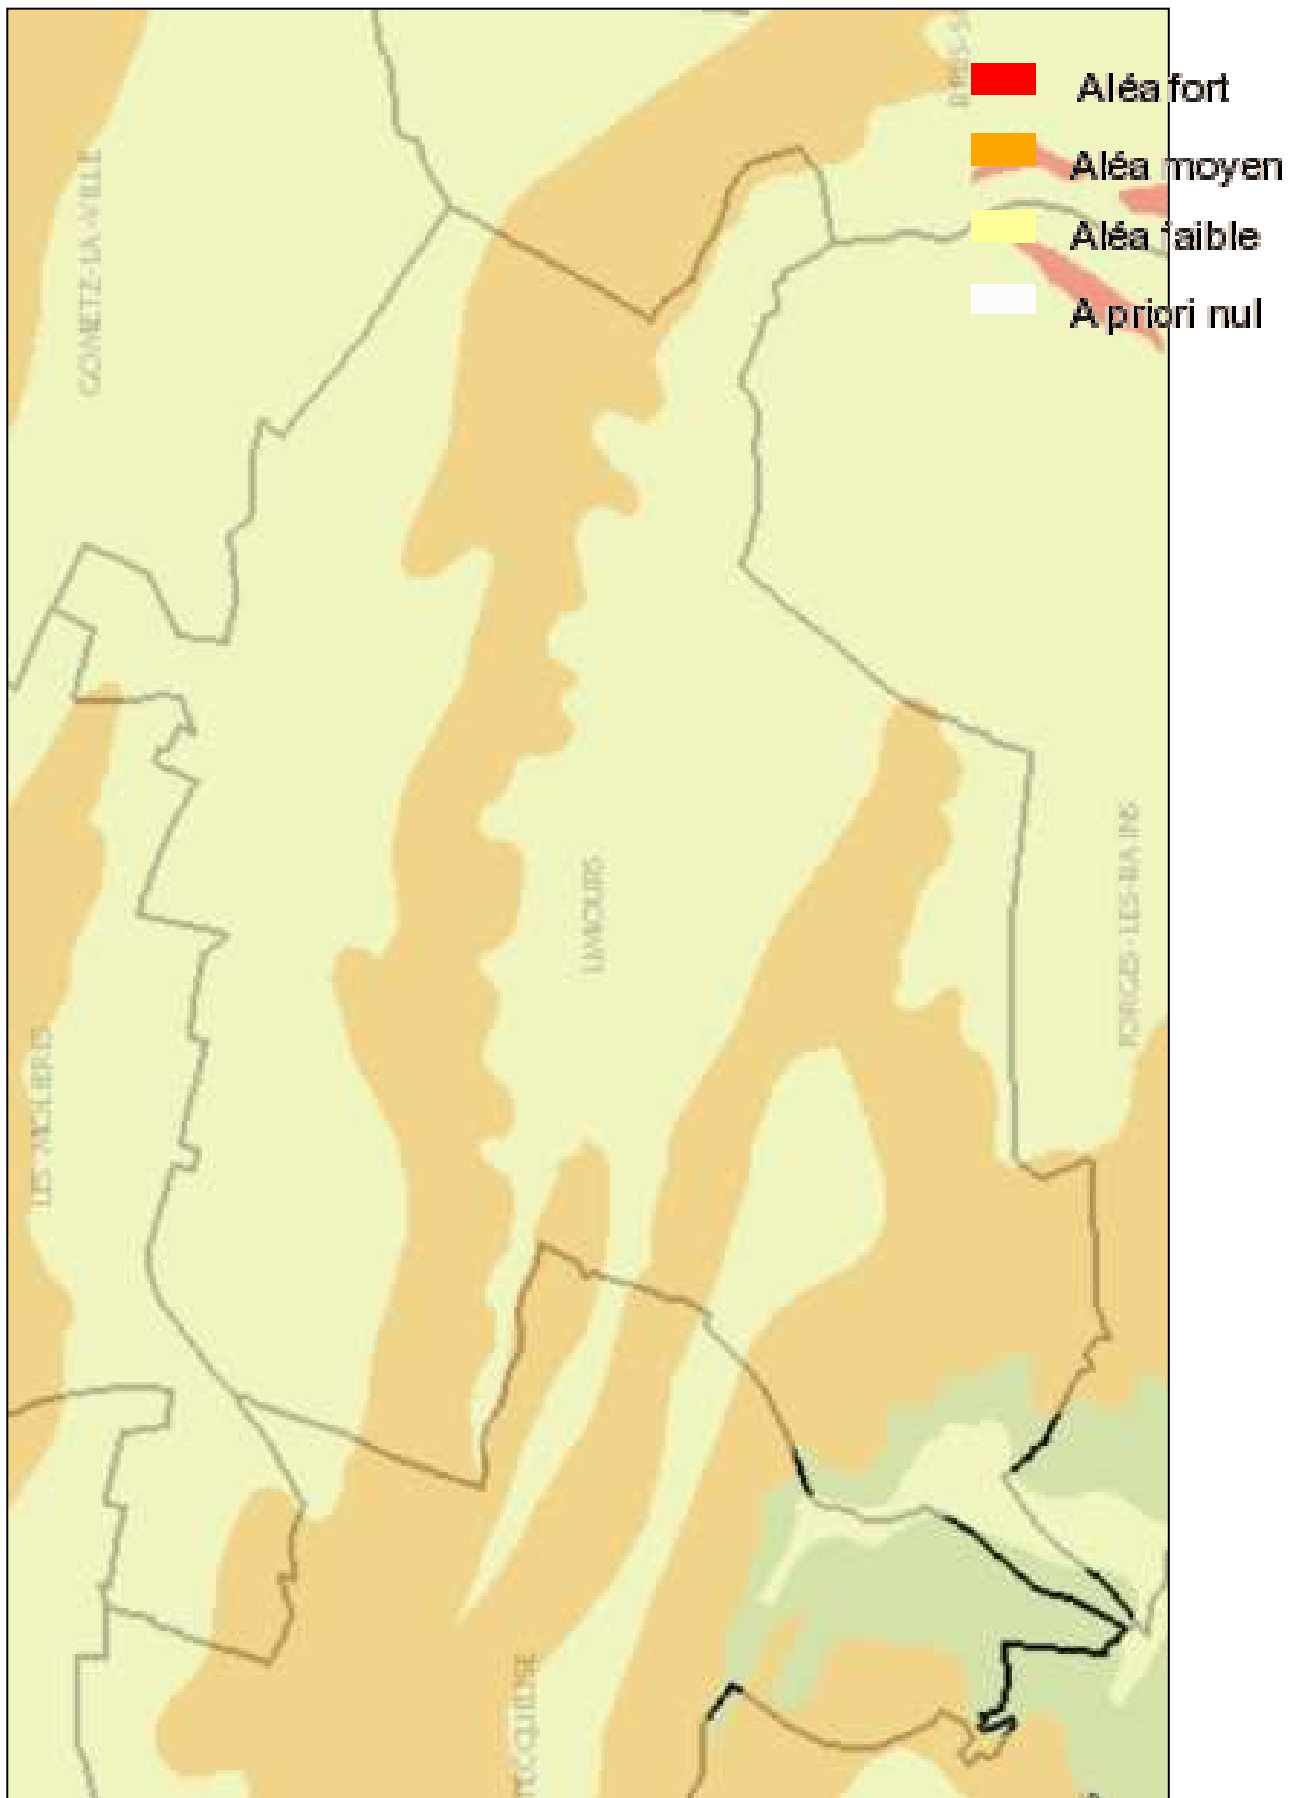 Aléa fort
Aléa moyen
Aléa faible
A priori nul
GOMETZ-LA-VILLE
LIMOURS
FORGES-LES-BAINS
LES MOLIERES